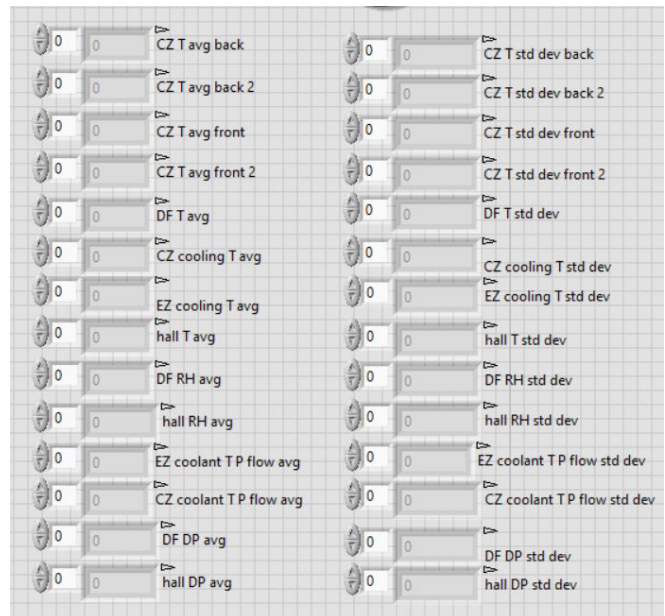 0 0 CZ T avg back 0 0 CZ T std dev back
0 0 CZ T avg back 2 0 0 CZ T std dev back 2
0 0 CZ T avg front 0 0 CZ T std dev front
0 0 CZ T avg front 2 0 0 CZ T std dev front 2
0 0 DF T avg 0 0 DF T std dev
0 0 CZ cooling T avg 0 0 CZ cooling T std dev
0 0 EZ cooling T avg 0 0 EZ cooling T std dev
0 0 hall T avg 0 0 hall T std dev
0 0 DF RH avg 0 0 DF RH std dev
0 0 hall RH avg 0 0 hall RH std dev
0 0 EZ coolant T P flow avg 0 0 EZ coolant T P flow std dev
0 0 CZ coolant T P flow avg 0 0 CZ coolant T P flow std dev
0 0 DF DP avg 0 0 DF DP std dev
0 0 hall DP avg 0 0 hall DP std dev